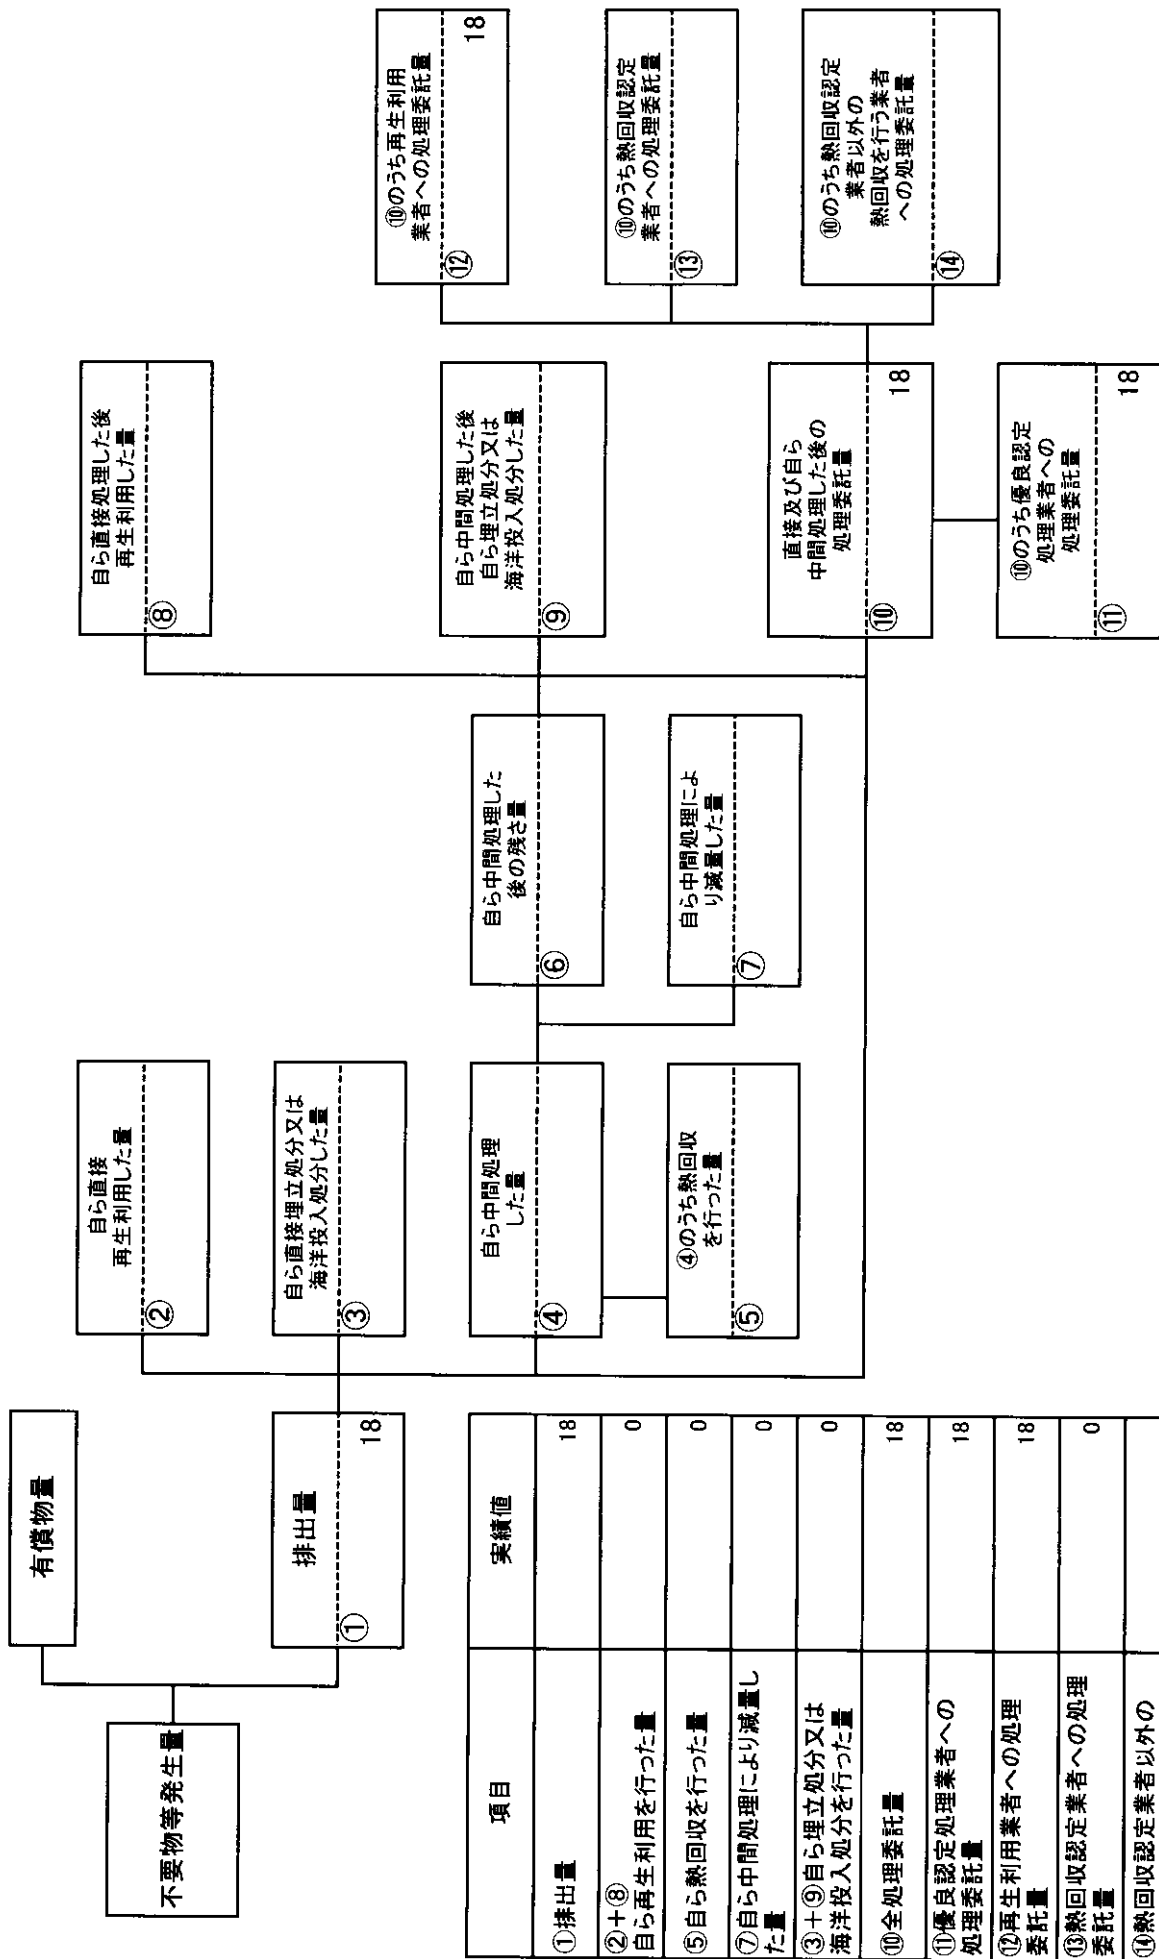 不要物等発生量
有償物量
排出量
①
18
自ら直接
再生利用した量
②
自ら直接埋立処分又は
海洋投入処分した量
③
自ら中間処理
した量
④
④のうち熱回収
を行った量
⑤
自ら中間処理した
後の残さ量
⑥
自ら中間処理によ
り減量した量
⑦
自ら直接処理した後
再生利用した量
⑧
自ら中間処理した後
自ら埋立処分又は
海洋投入処分した量
⑨
直接及び自ら
中間処理した後の
処理委託量
⑩
18
⑩のうち優良認定
処理業者への
処理委託量
⑪
18
⑩のうち再生利用
業者への処理委託量
⑫
18
⑩のうち熱回収認定
業者への処理委託量
⑬
⑩のうち熱回収認定
業者以外の
熱回収を行う業者
への処理委託量
⑭
項目 実績値
①排出量 18
②+⑧
自ら再生利用を行った量 0
⑤自ら熱回収を行った量 0
⑦自ら中間処理により減量し
た量 0
③+⑨自ら埋立処分又は
海洋投入処分を行った量 0
⑩全処理委託量 18
⑪優良認定処理業者への
処理委託量 18
⑫再生利用業者への処理
委託量 18
⑬熱回収認定業者への処理
委託量 0
⑭熱回収認定業者以外の